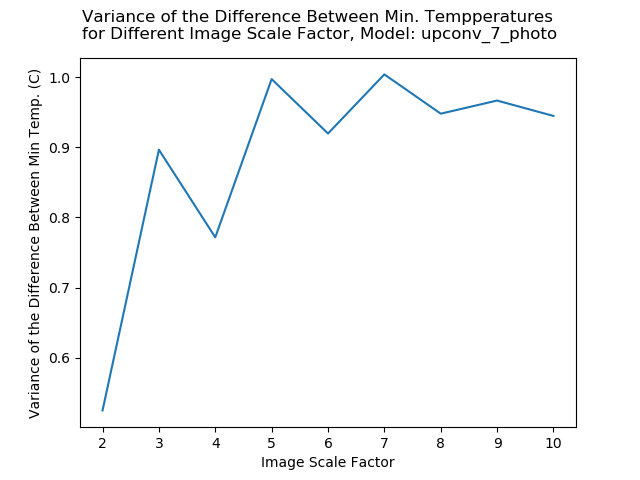 Variance of the Difference Between Min. Tempperatures
for Different Image Scale Factor, Model: upconv_7_photo
Variance of the Difference Between Min Temp. (C)
1.0
0.9
0.8
0.7
0.6
2 3 4 5 6 7 8 9 10
Image Scale Factor